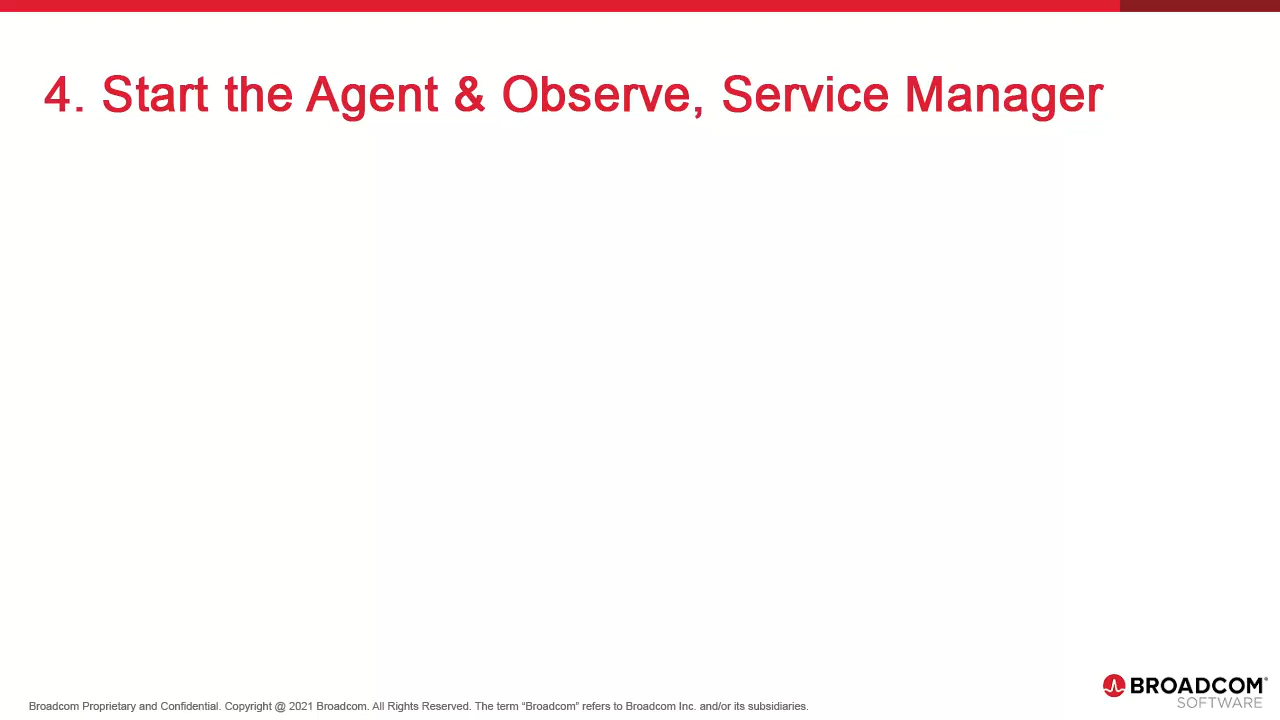 4. Start the Agent & Observe, Service Manager
BROADCOM®
SOFTWARE
Broadcom Proprietary and Confidential. Copyright @ 2021 Broadcom. All Rights Reserved. The term “Broadcom” refers to Broadcom Inc. and/or its subsidiaries.